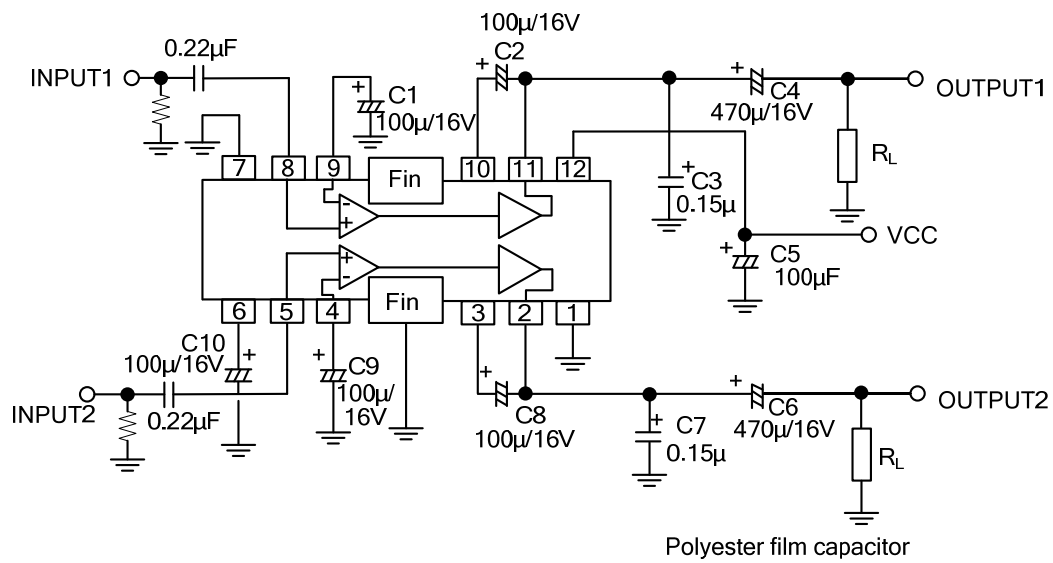 100µ/16V
C2
0.22µF
INPUT1
+
C1
100µ/16V
+
+
C4
470µ/16V
OUTPUT1
7
8
9
Fin
10
11
12
+
C3
0.15µ
RL
-
+
VCC
+
C5
100µF
+
-
Fin
6
5
4
3
2
1
C10
100µ/16V
+
+
C9
100µ/
16V
INPUT2
0.22µF
+
C8
100µ/16V
+
C7
0.15µ
+
C6
470µ/16V
OUTPUT2
RL
Polyester film capacitor